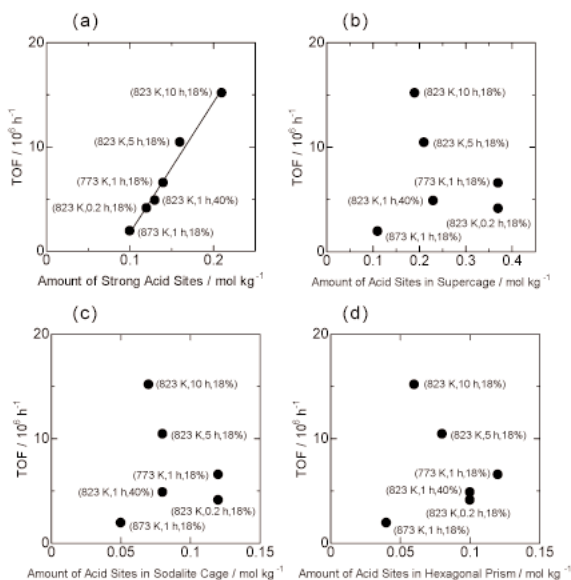 (a)
20
10
0
TOF / 10⁶ h⁻¹
(823 K,10 h,18%)
(823 K,5 h,18%)
(773 K,1 h,18%)
(823 K,1 h,40%)
(823 K,0.2 h,18%)
(873 K,1 h,18%)
0 0.1 0.2
Amount of Strong Acid Sites / mol kg⁻¹
(b)
20
10
0
TOF / 10⁶ h⁻¹
(823 K,10 h,18%)
(823 K,5 h,18%)
(773 K,1 h,18%)
(823 K,1 h,40%)
(823 K,0.2 h,18%)
(873 K,1 h,18%)
0 0.1 0.2 0.3 0.4
Amount of Acid Sites in Supercage / mol kg⁻¹
(c)
20
10
0
TOF / 10⁶ h⁻¹
(823 K,10 h,18%)
(823 K,5 h,18%)
(773 K,1 h,18%)
(823 K,1 h,40%)
(823 K,0.2 h,18%)
(873 K,1 h,18%)
0 0.05 0.1 0.15
Amount of Acid Sites in Sodalite Cage / mol kg⁻¹
(d)
20
10
0
TOF / 10⁶ h⁻¹
(823 K,10 h,18%)
(823 K,5 h,18%)
(773 K,1 h,18%)
(823 K,1 h,40%)
(823 K,0.2 h,18%)
(873 K,1 h,18%)
0 0.05 0.1 0.15
Amount of Acid Sites in Hexagonal Prism / mol kg⁻¹